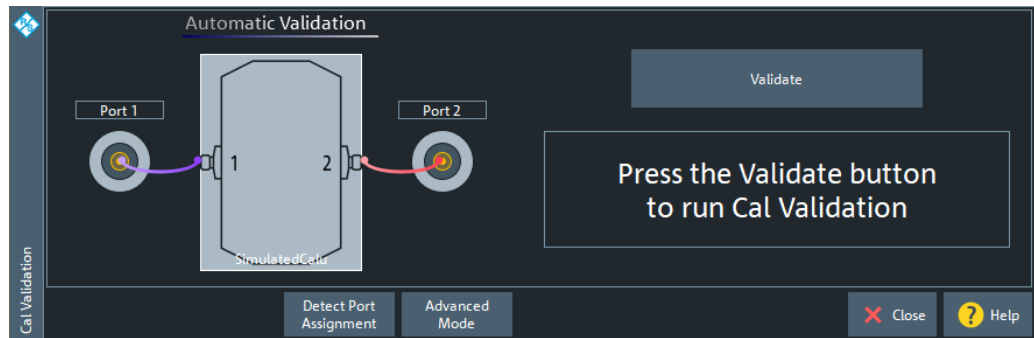 Automatic Validation
Port 1
Port 2
1
2
SimulatedCalu
Validate
Press the Validate button
to run Cal Validation
Cal Validation
Detect Port
Assignment
Advanced
Mode
Close
? Help